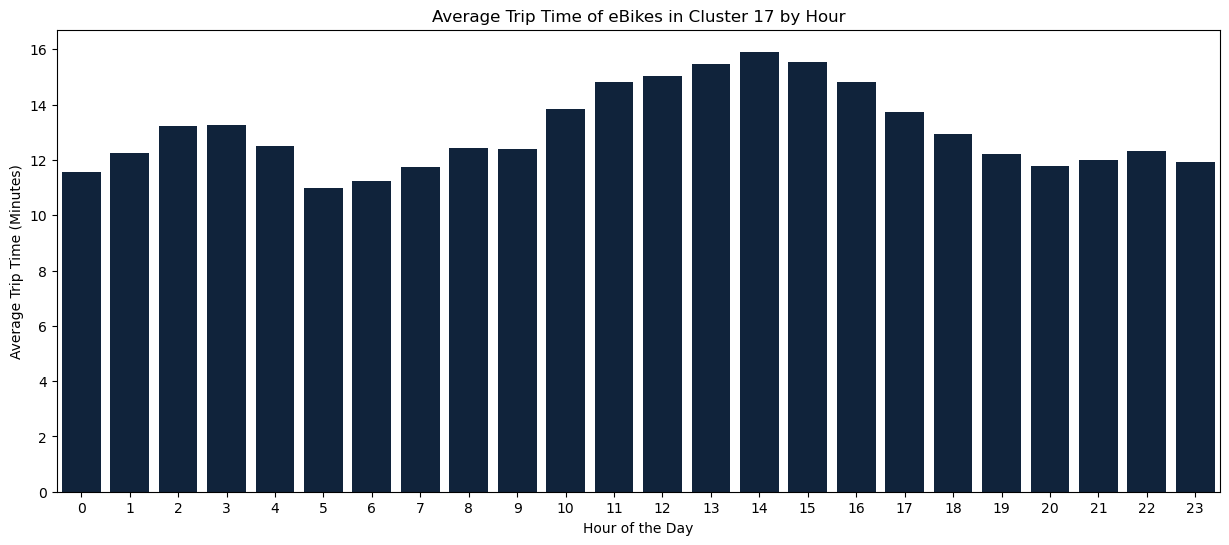 Average Trip Time of eBikes in Cluster 17 by Hour
Average Trip Time (Minutes)
16
14
12
10
8
6
4
2
0
0 1 2 3 4 5 6 7 8 9 10 11 12 13 14 15 16 17 18 19 20 21 22 23
Hour of the Day